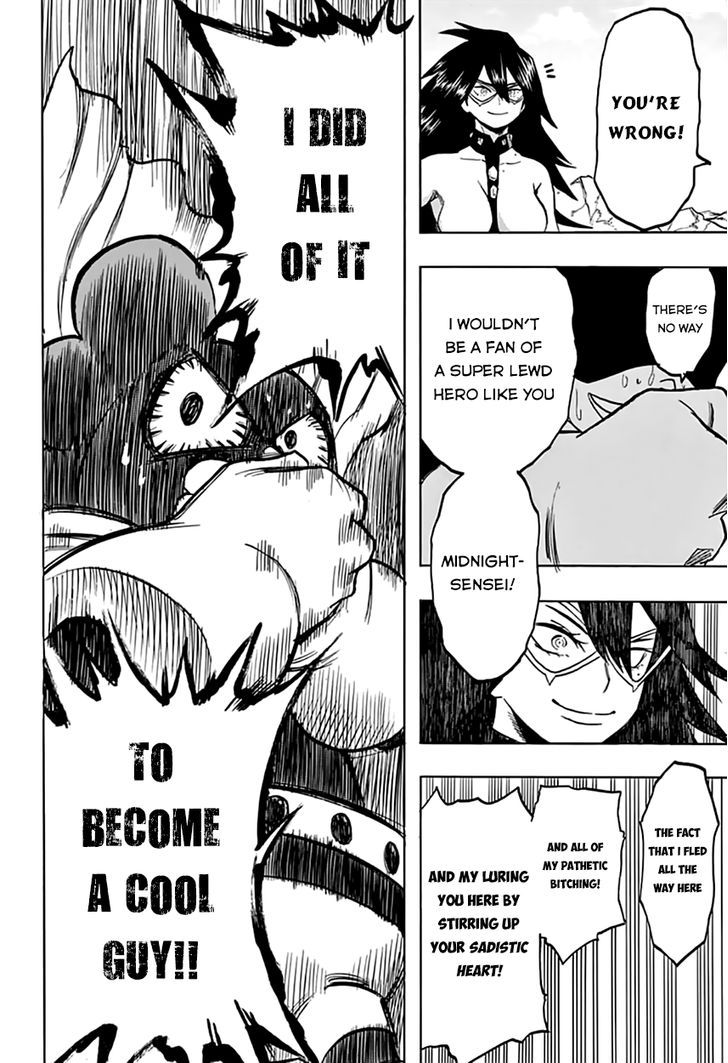 YOU'RE
WRONG!
THERE'S
NO WAY
I WOULDN'T
BE A FAN OF
A SUPER LEWD
HERO LIKE YOU
MIDNIGHT-
SENSEI!
THE FACT
THAT I FLED
ALL THE
WAY HERE
AND ALL OF
MY PATHETIC
BITCHING!
AND MY LURING
YOU HERE BY
STIRRING UP
YOUR SADISTIC
HEART!
I DID
ALL
OF IT
TO
BECOME
A COOL
GUY!!